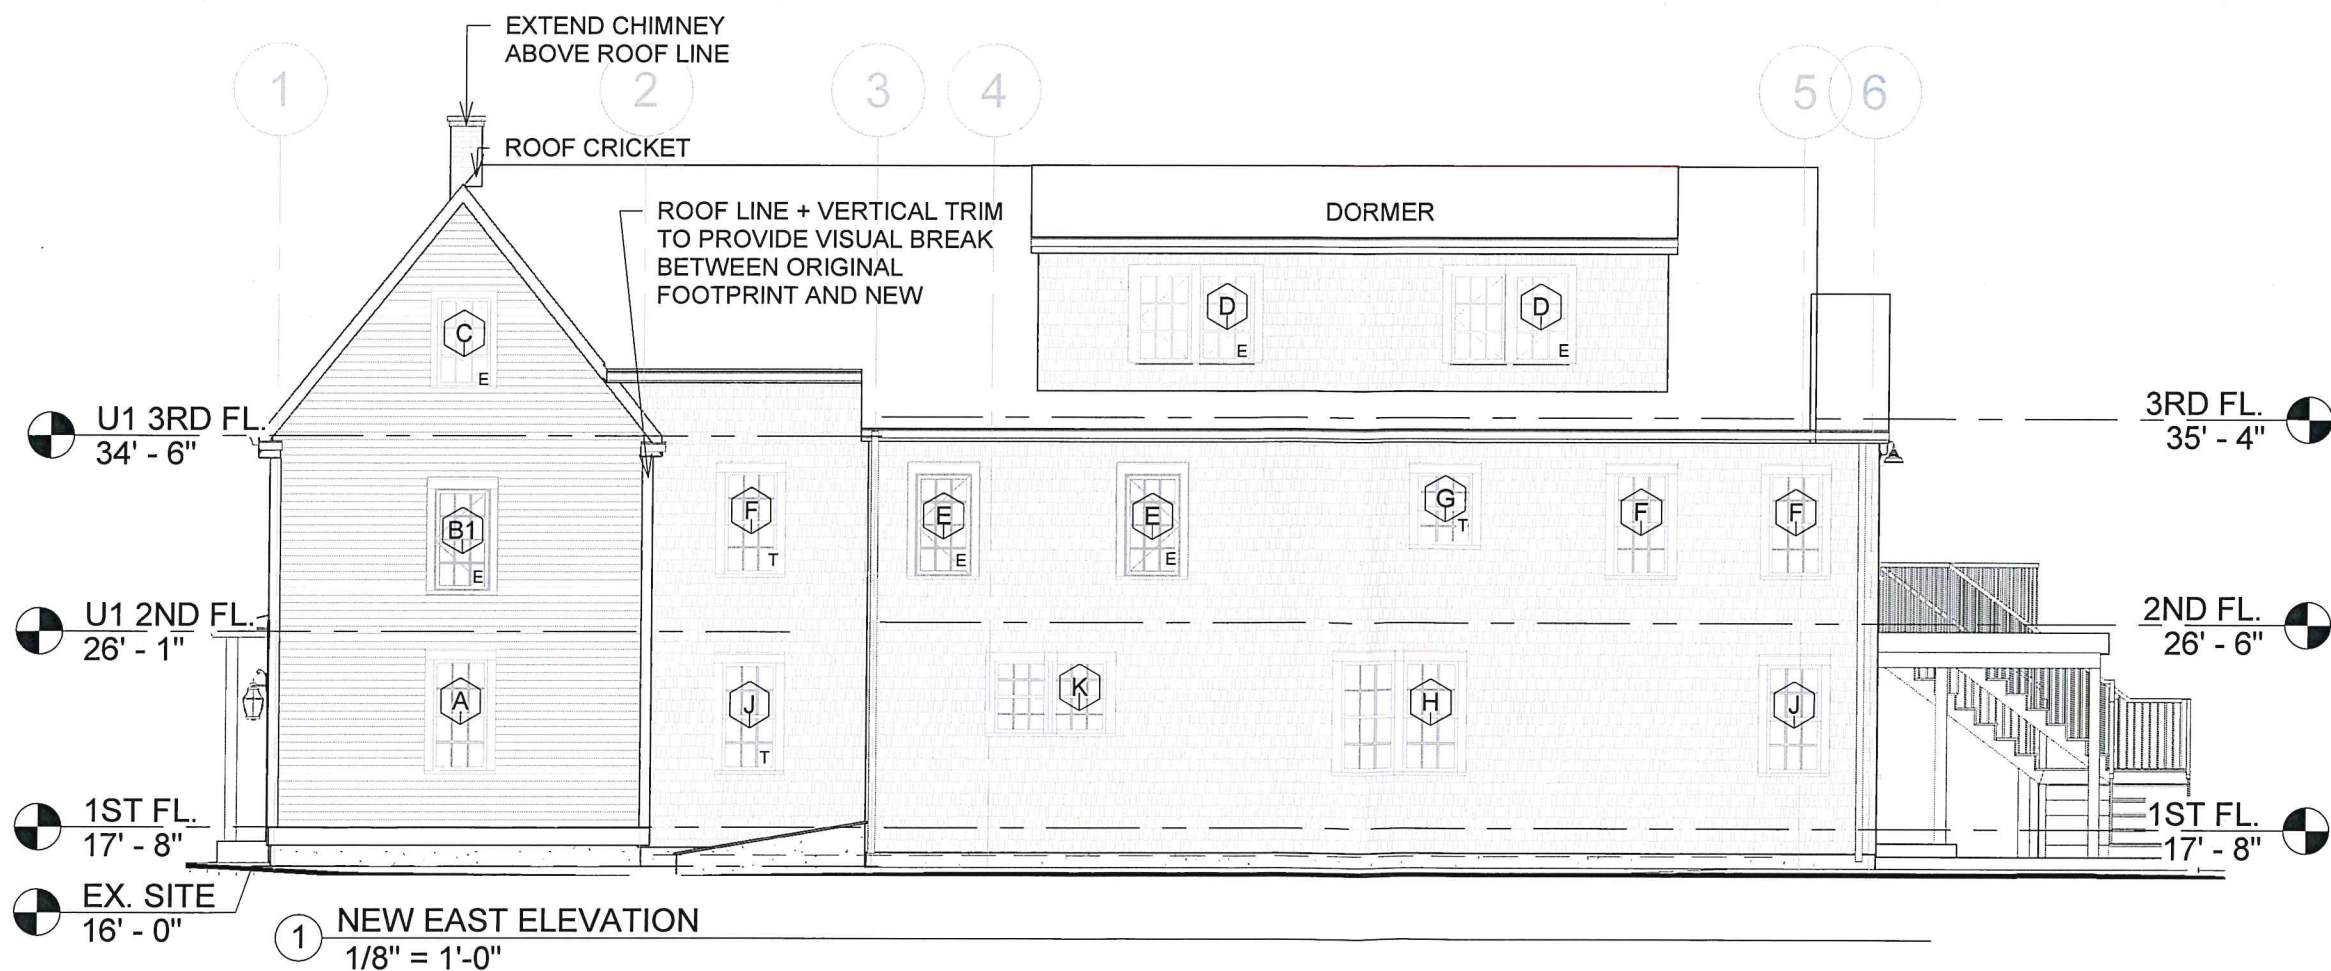 EXTEND CHIMNEY
ABOVE ROOF LINE
1
2
3
4
5
6
ROOF CRICKET
ROOF LINE + VERTICAL TRIM
TO PROVIDE VISUAL BREAK
BETWEEN ORIGINAL
FOOTPRINT AND NEW
DORMER
C
E
D
E
D
E
U1 3RD FL.
34' - 6"
3RD FL.
35' - 4"
B1
E
F
T
E
E
E
E
G
T
F
F
U1 2ND FL.
26' - 1"
2ND FL.
26' - 6"
A
J
T
K
H
J
1ST FL.
17' - 8"
1ST FL.
17' - 8"
EX. SITE
16' - 0"
1
NEW EAST ELEVATION
1/8" = 1'-0"